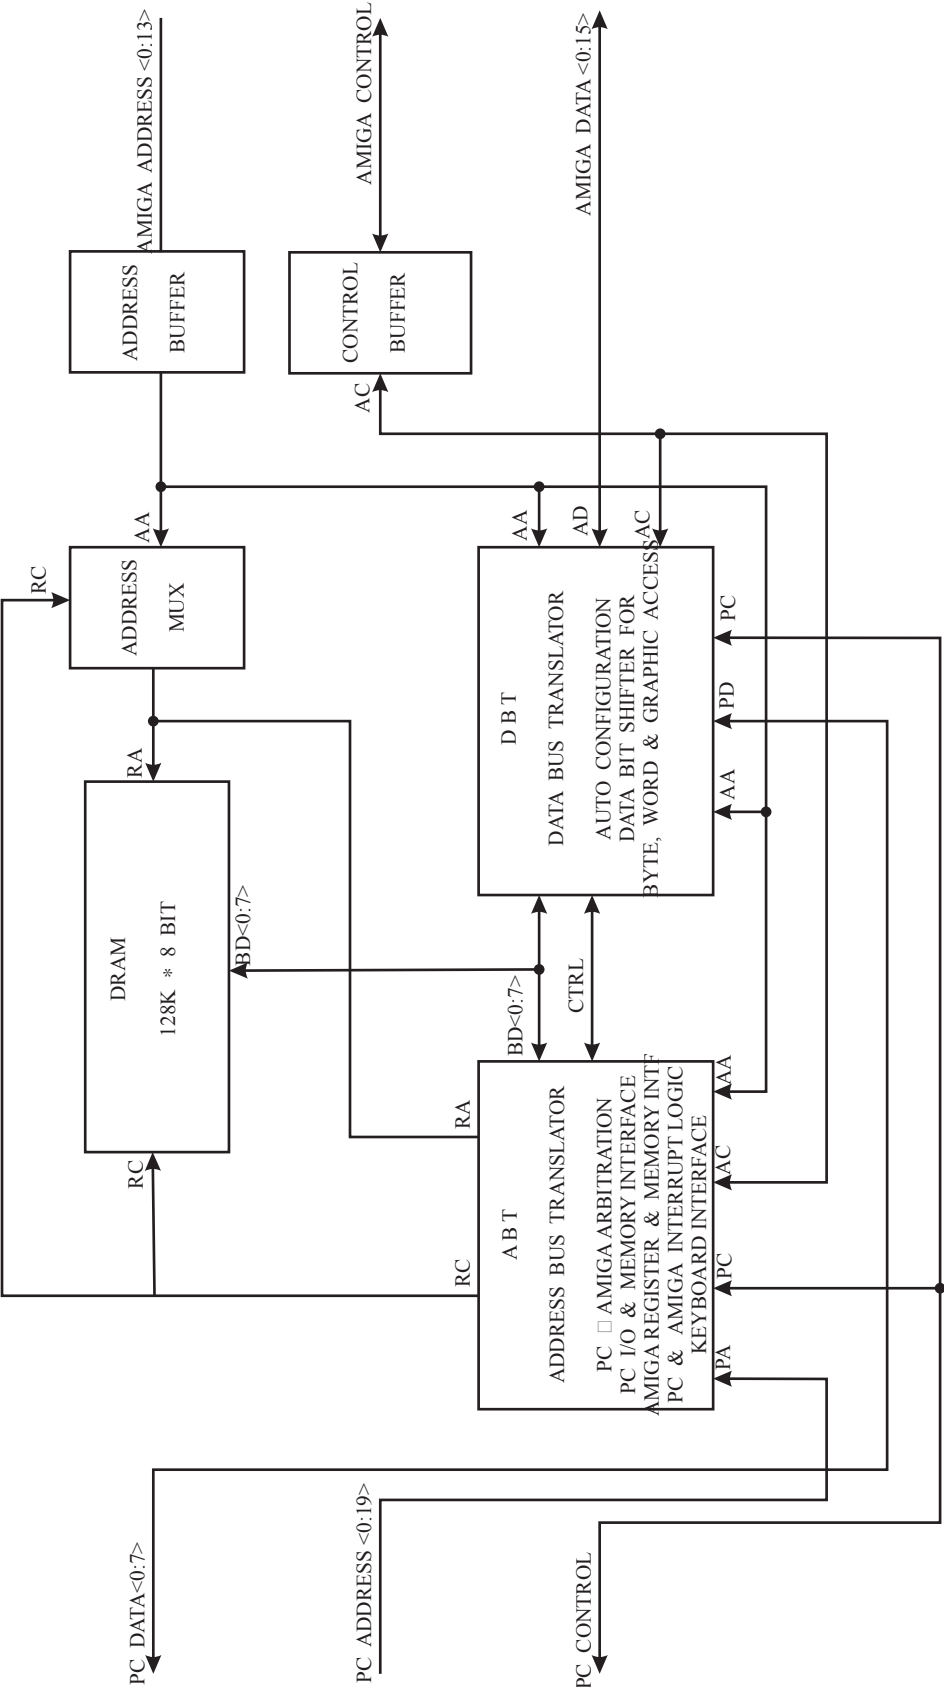 PC DATA<0:7>
PC ADDRESS <0:19>
PC CONTROL
RC
DRAM
128K * 8 BIT
RC
RA
BD<0:7>
ADDRESS
MUX
AA
ADDRESS
BUFFER
AMIGA ADDRESS <0:13>
CONTROL
BUFFER
AC
AMIGA CONTROL
AMIGA DATA <0:15>
RC
RA
ABT
ADDRESS BUS TRANSLATOR
PC □ AMIGA ARBITRATION
PC I/O & MEMORY INTERFACE
AMIGA REGISTER & MEMORY INTF
PC & AMIGA INTERRUPT LOGIC
KEYBOARD INTERFACE
PA
PC
AC
AA
BD<0:7>
CTRL
DBT
DATA BUS TRANSLATOR
AUTO CONFIGURATION
DATA BIT SHIFTER FOR
BYTE, WORD & GRAPHIC ACCESS
AA
AD
AC
AA
PD
PC